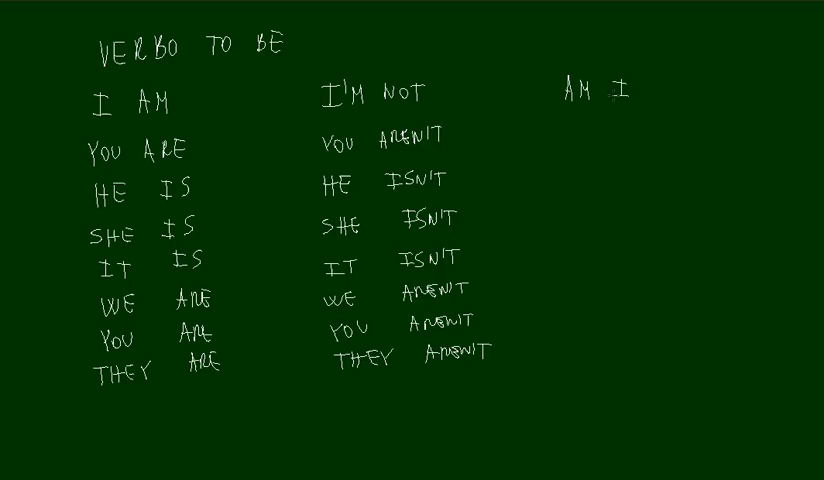 VERBO TO BE
I AM I'M NOT AM I
YOU ARE YOU AREN'T
HE IS HE ISN'T
SHE IS SHE ISN'T
IT IS IT ISN'T
WE ARE WE AREN'T
YOU ARE YOU AREN'T
THEY ARE THEY AREN'T